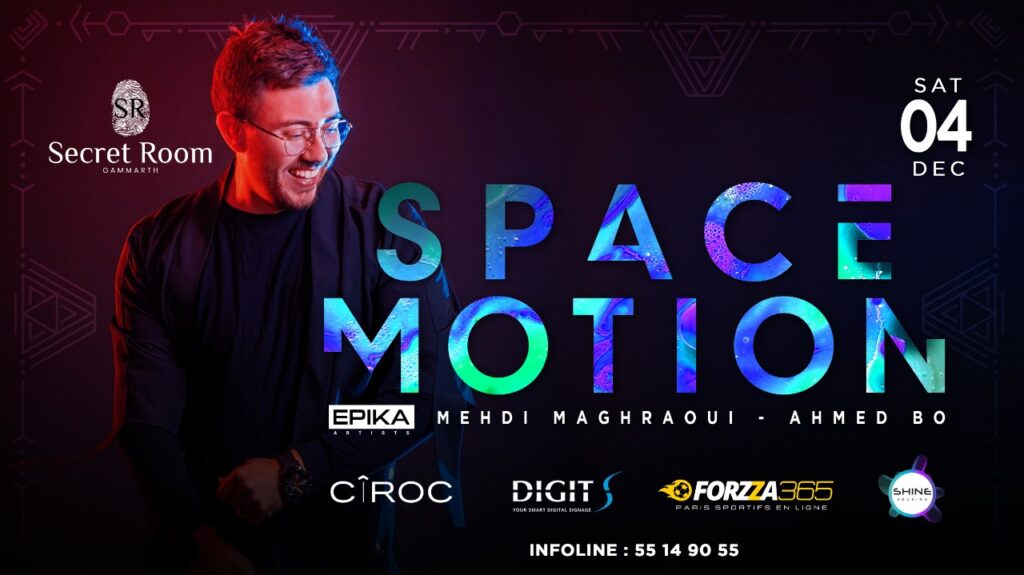 SR
Secret Room
GAMMARTH
SAT
04
DEC
SPACE
MOTION
EPIKA
ARTISTS
MEHDI MAGHRAOUI - AHMED BO
CÎROC
DIGIT S
YOUR SMART DIGITAL SIGNAGE
FORZZA365
PARIS SPORTIFS EN LIGNE
SHINE
SMOKING
INFOLINE : 55 14 90 55